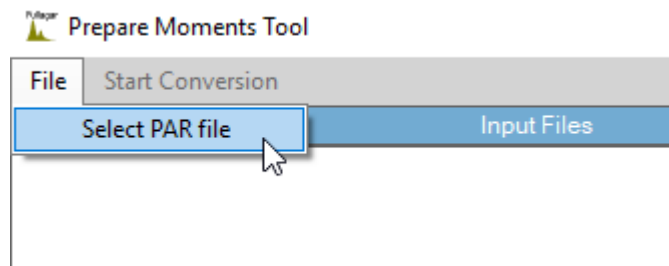 Prepare Moments Tool
File Start Conversion
Select PAR file
Input Files